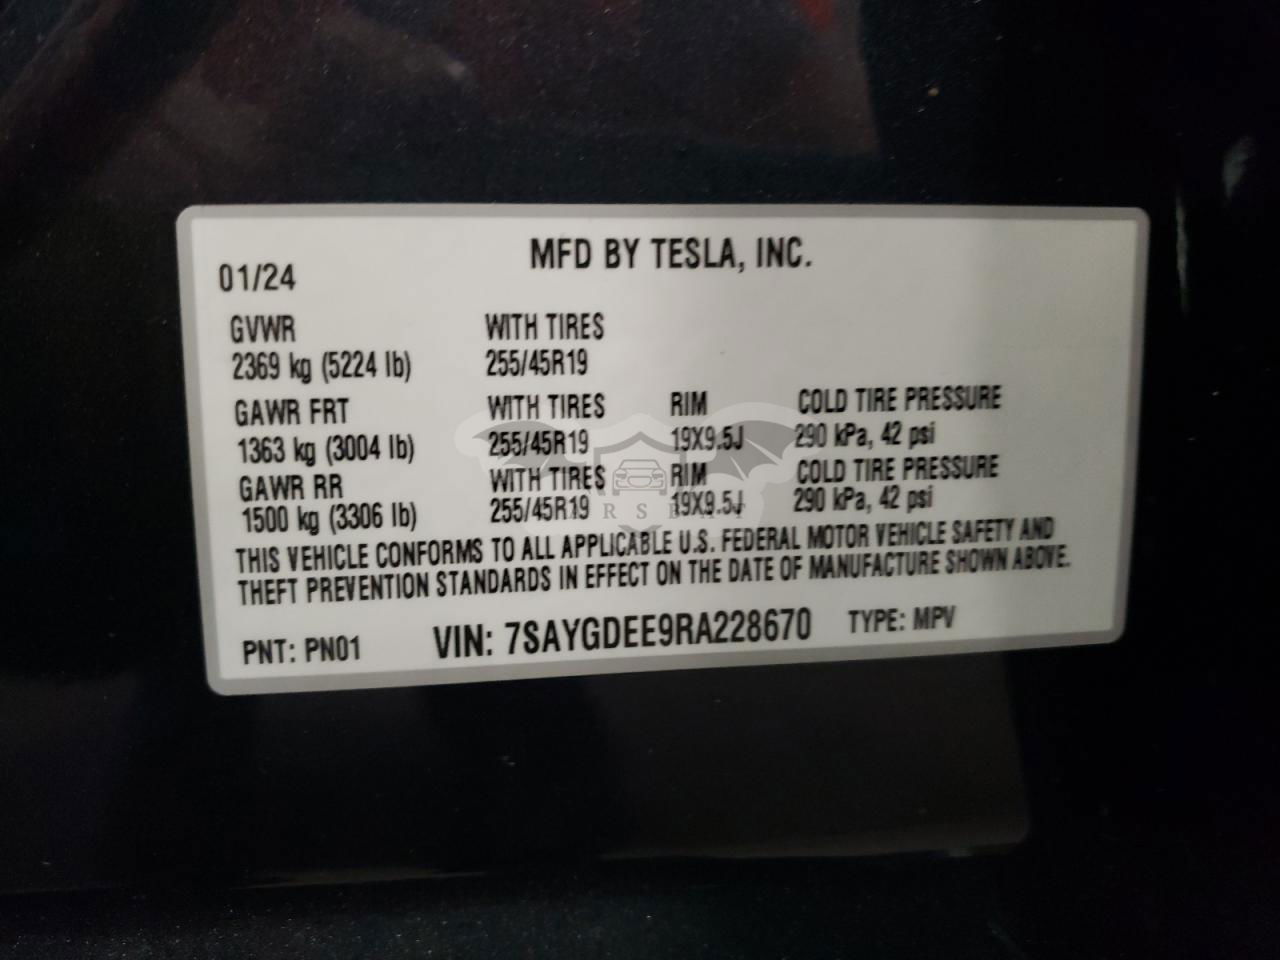 MFD BY TESLA, INC.
01/24
GVWR WITH TIRES
2369 kg (5224 lb) 255/45R19
GAWR FRT WITH TIRES RIM COLD TIRE PRESSURE
1363 kg (3004 lb) 255/45R19 19X9.5J 290 kPa, 42 psi
GAWR RR WITH TIRES RIM COLD TIRE PRESSURE
1500 kg (3306 lb) 255/45R19 19X9.5J 290 kPa, 42 psi
THIS VEHICLE CONFORMS TO ALL APPLICABLE U.S. FEDERAL MOTOR VEHICLE SAFETY AND
THEFT PREVENTION STANDARDS IN EFFECT ON THE DATE OF MANUFACTURE SHOWN ABOVE.
PNT: PN01 VIN: 7SAYGDEE9RA228670 TYPE: MPV